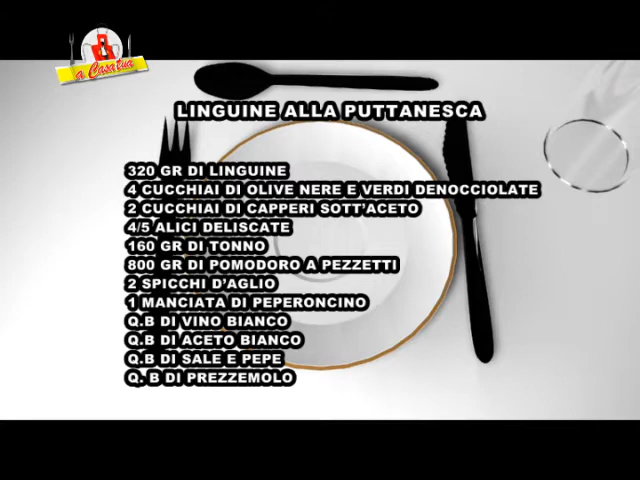 a Casa tua
LINGUINE ALLA PUTTANESCA
320 GR DI LINGUINE
4 CUCCHIAI DI OLIVE NERE E VERDI DENOCCIOLATE
2 CUCCHIAI DI CAPPERI SOTT'ACETO
4/5 ALICI DELISCATE
160 GR DI TONNO
800 GR DI POMODORO A PEZZETTI
2 SPICCHI D'AGLIO
1 MANCIATA DI PEPERONCINO
Q.B DI VINO BIANCO
Q.B DI ACETO BIANCO
Q.B DI SALE E PEPE
Q. B DI PREZZEMOLO